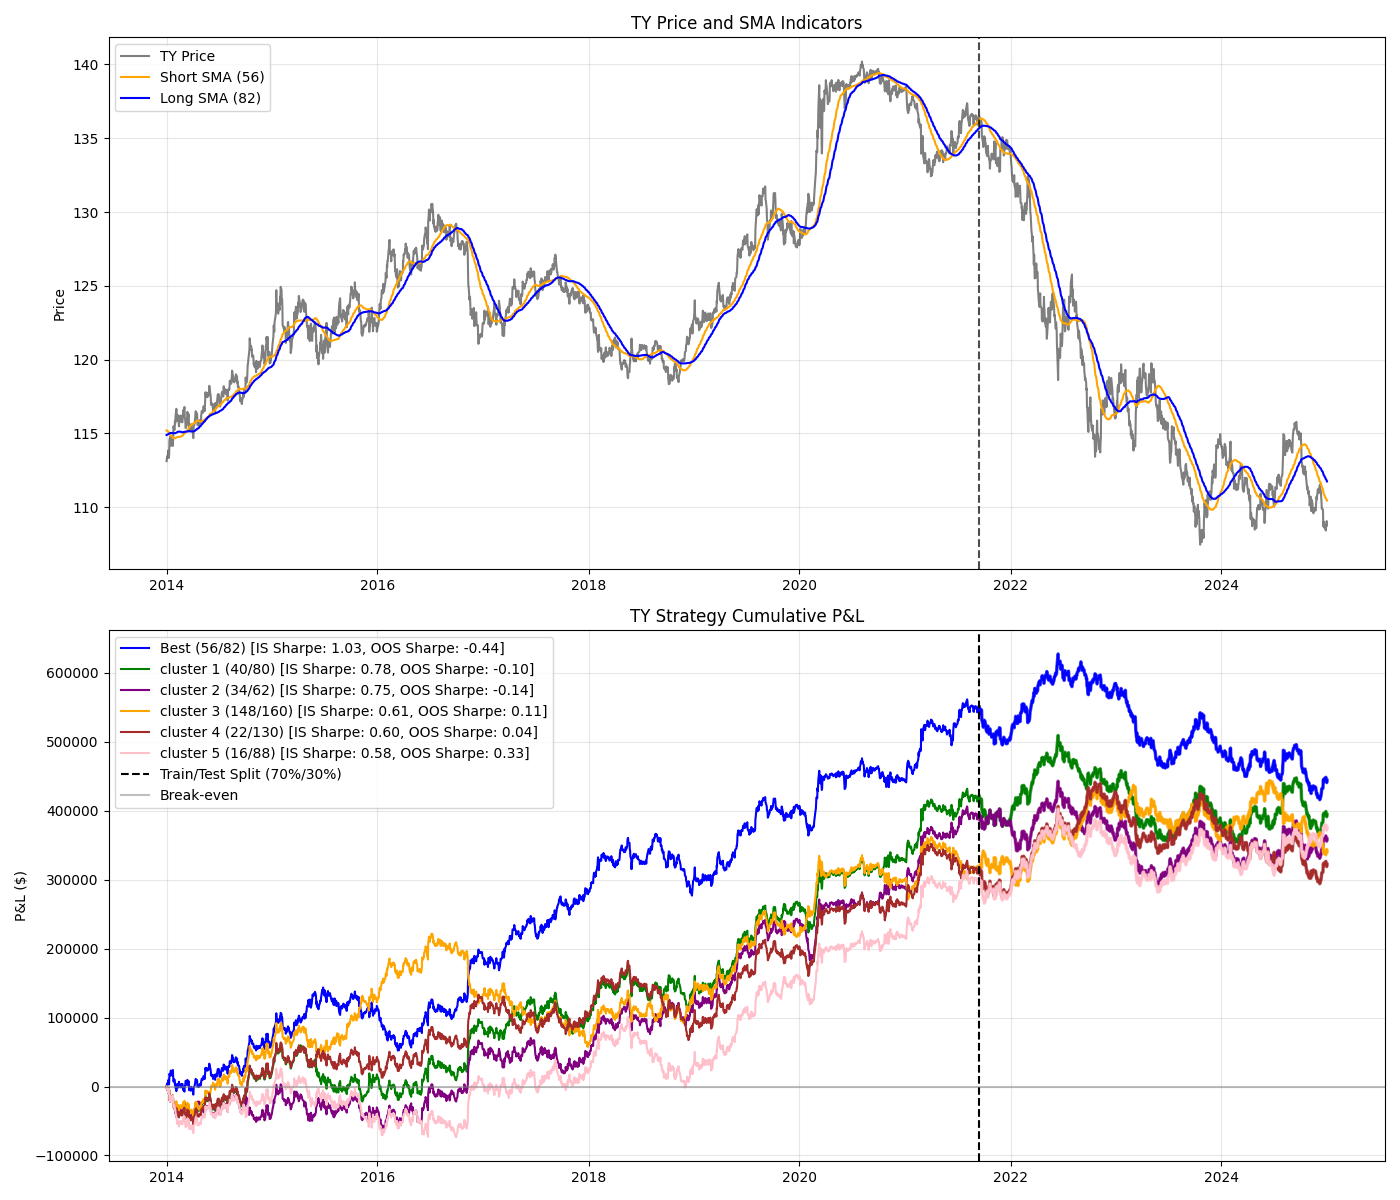 TY Price and SMA Indicators
TY Price
Short SMA (56)
Long SMA (82)
Price
140
135
130
125
120
115
110
2014
2016
2018
2020
2022
2024
TY Strategy Cumulative P&L
Best (56/82) [IS Sharpe: 1.03, OOS Sharpe: -0.44]
cluster 1 (40/80) [IS Sharpe: 0.78, OOS Sharpe: -0.10]
cluster 2 (34/62) [IS Sharpe: 0.75, OOS Sharpe: -0.14]
cluster 3 (148/160) [IS Sharpe: 0.61, OOS Sharpe: 0.11]
cluster 4 (22/130) [IS Sharpe: 0.60, OOS Sharpe: 0.04]
cluster 5 (16/88) [IS Sharpe: 0.58, OOS Sharpe: 0.33]
Train/Test Split (70%/30%)
Break-even
P&L ($)
600000
500000
400000
300000
200000
100000
0
−100000
2014
2016
2018
2020
2022
2024